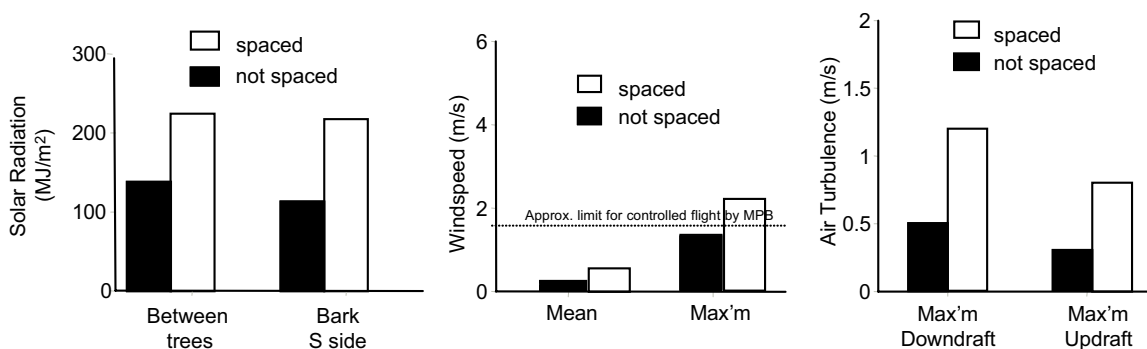 Solar Radiation
(MJ/m²)
300
200
100
0
spaced
not spaced
Between
trees
Bark
S side
Windspeed (m/s)
6
4
2
0
spaced
not spaced
Approx. limit for controlled flight by MPB
Mean
Max'm
Air Turbulence (m/s)
2
1.5
1
0.5
0
spaced
not spaced
Max'm
Downdraft
Max'm
Updraft